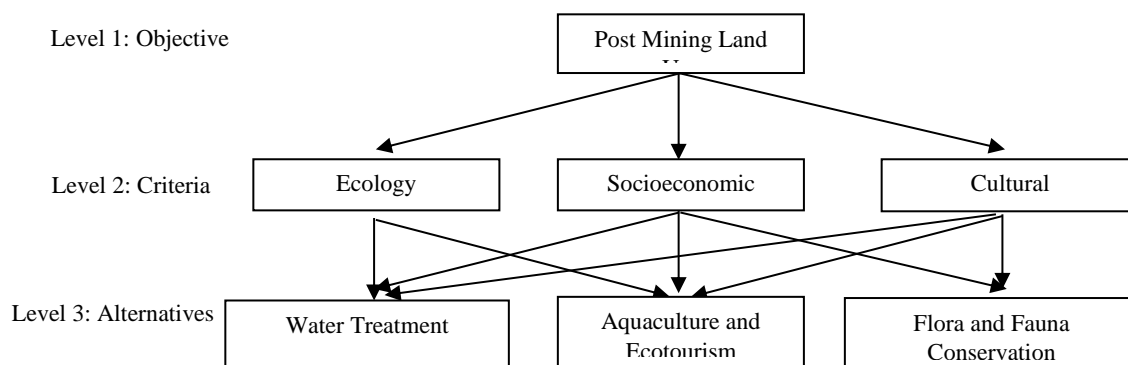 Level 1: Objective
Post Mining Land
Level 2: Criteria
Ecology
Socioeconomic
Cultural
Level 3: Alternatives
Water Treatment
Aquaculture and
Ecotourism
Flora and Fauna
Conservation